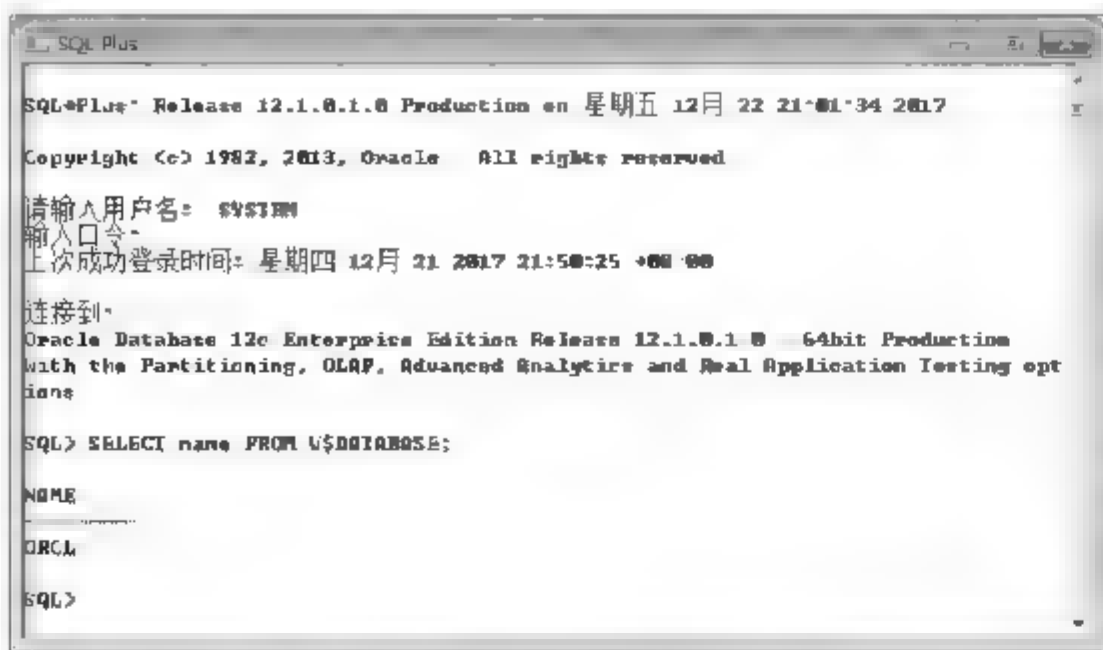 SQL Plus
SQL*Plus: Release 12.1.0.1.0 Production on 星期五 12月 22 21:01:34 2017
Copyright (c) 1982, 2013, Oracle  All rights reserved
请输入用户名:  SYSTEM
输入口令:
上次成功登录时间: 星期四 12月 21 2017 21:50:25 +08:00
连接到:
Oracle Database 12c Enterprise Edition Release 12.1.0.1.0 - 64bit Production
With the Partitioning, OLAP, Advanced Analytics and Real Application Testing opt
ions
SQL> SELECT name FROM V$DATABASE;
NAME
---------
ORCL
SQL>